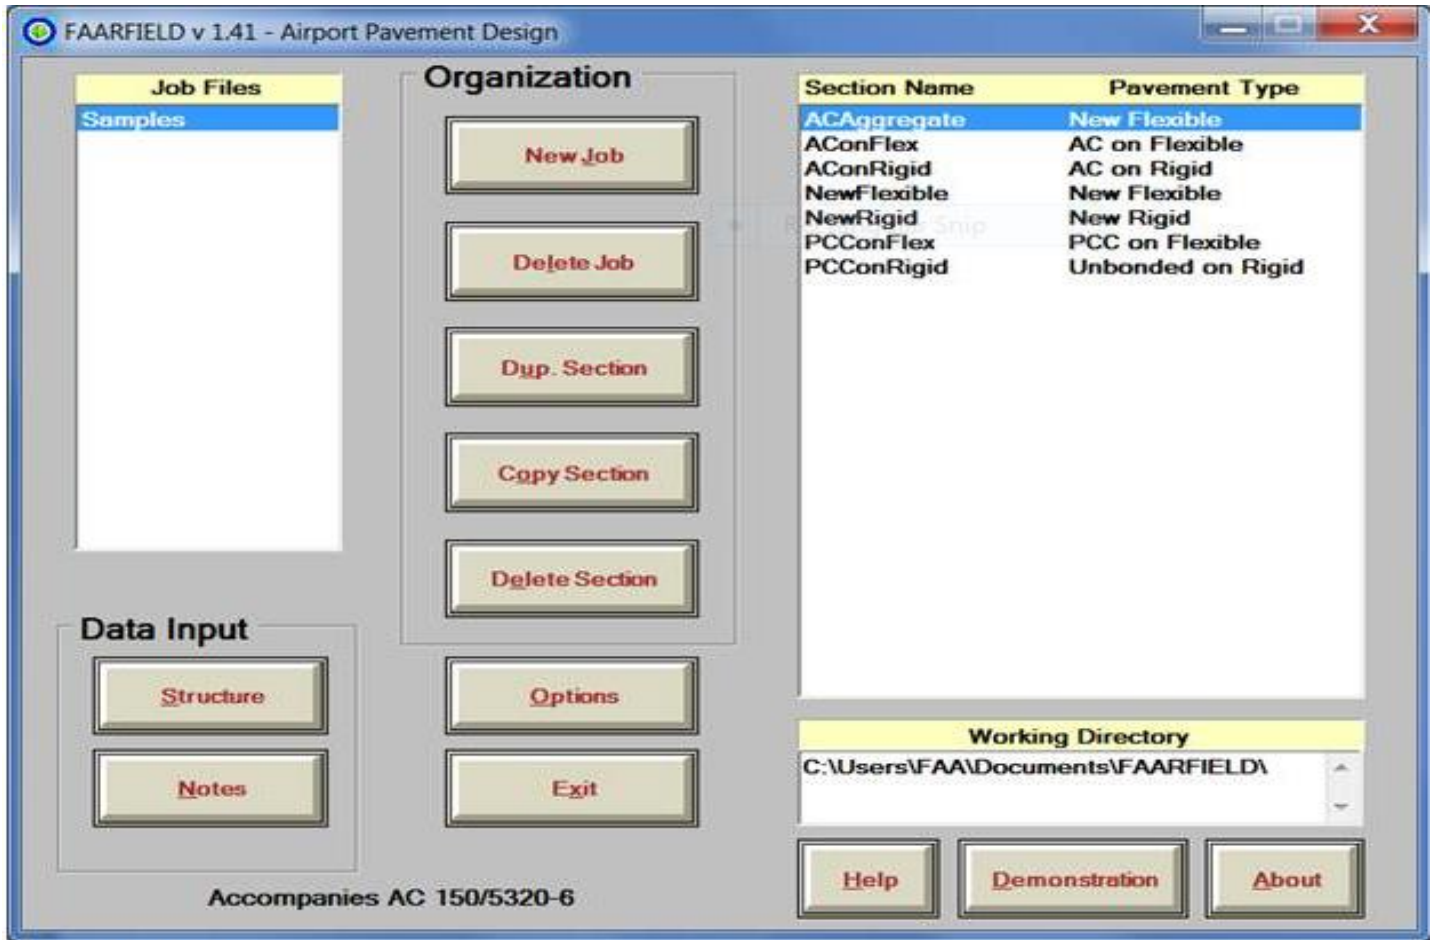 FAARFIELD v 1.41 - Airport Pavement Design
Job Files
Samples
Organization
New Job
Delete Job
Dup. Section
Copy Section
Delete Section
Section Name Pavement Type
ACAggregate New Flexible
AConFlex AC on Flexible
AConRigid AC on Rigid
NewFlexible New Flexible
NewRigid New Rigid
PCConFlex PCC on Flexible
PCConRigid Unbonded on Rigid
Data Input
Structure
Notes
Options
Exit
Working Directory
C:\Users\FAA\Documents\FAARFIELD\
Help
Demonstration
About
Accompanies AC 150/5320-6